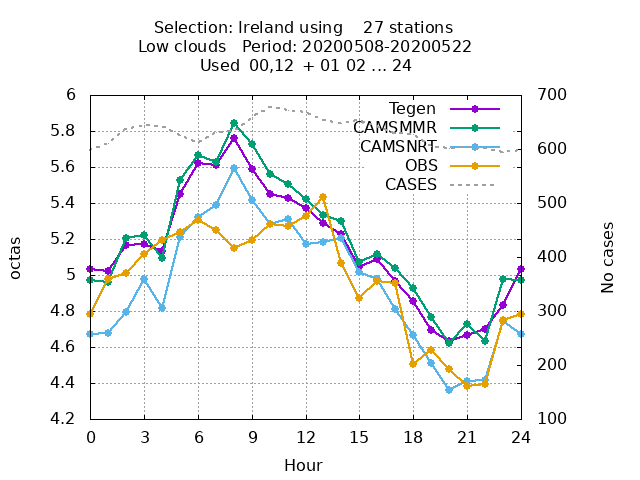 Selection: Ireland using    27 stations
Low clouds   Period: 20200508-20200522
Used  00,12  + 01 02 ... 24
6
5.8
5.6
5.4
5.2
5
4.8
4.6
4.4
4.2
octas
700
600
500
400
300
200
100
No cases
Tegen
CAMSMMR
CAMSNRT
OBS
CASES
0 3 6 9 12 15 18 21 24
Hour